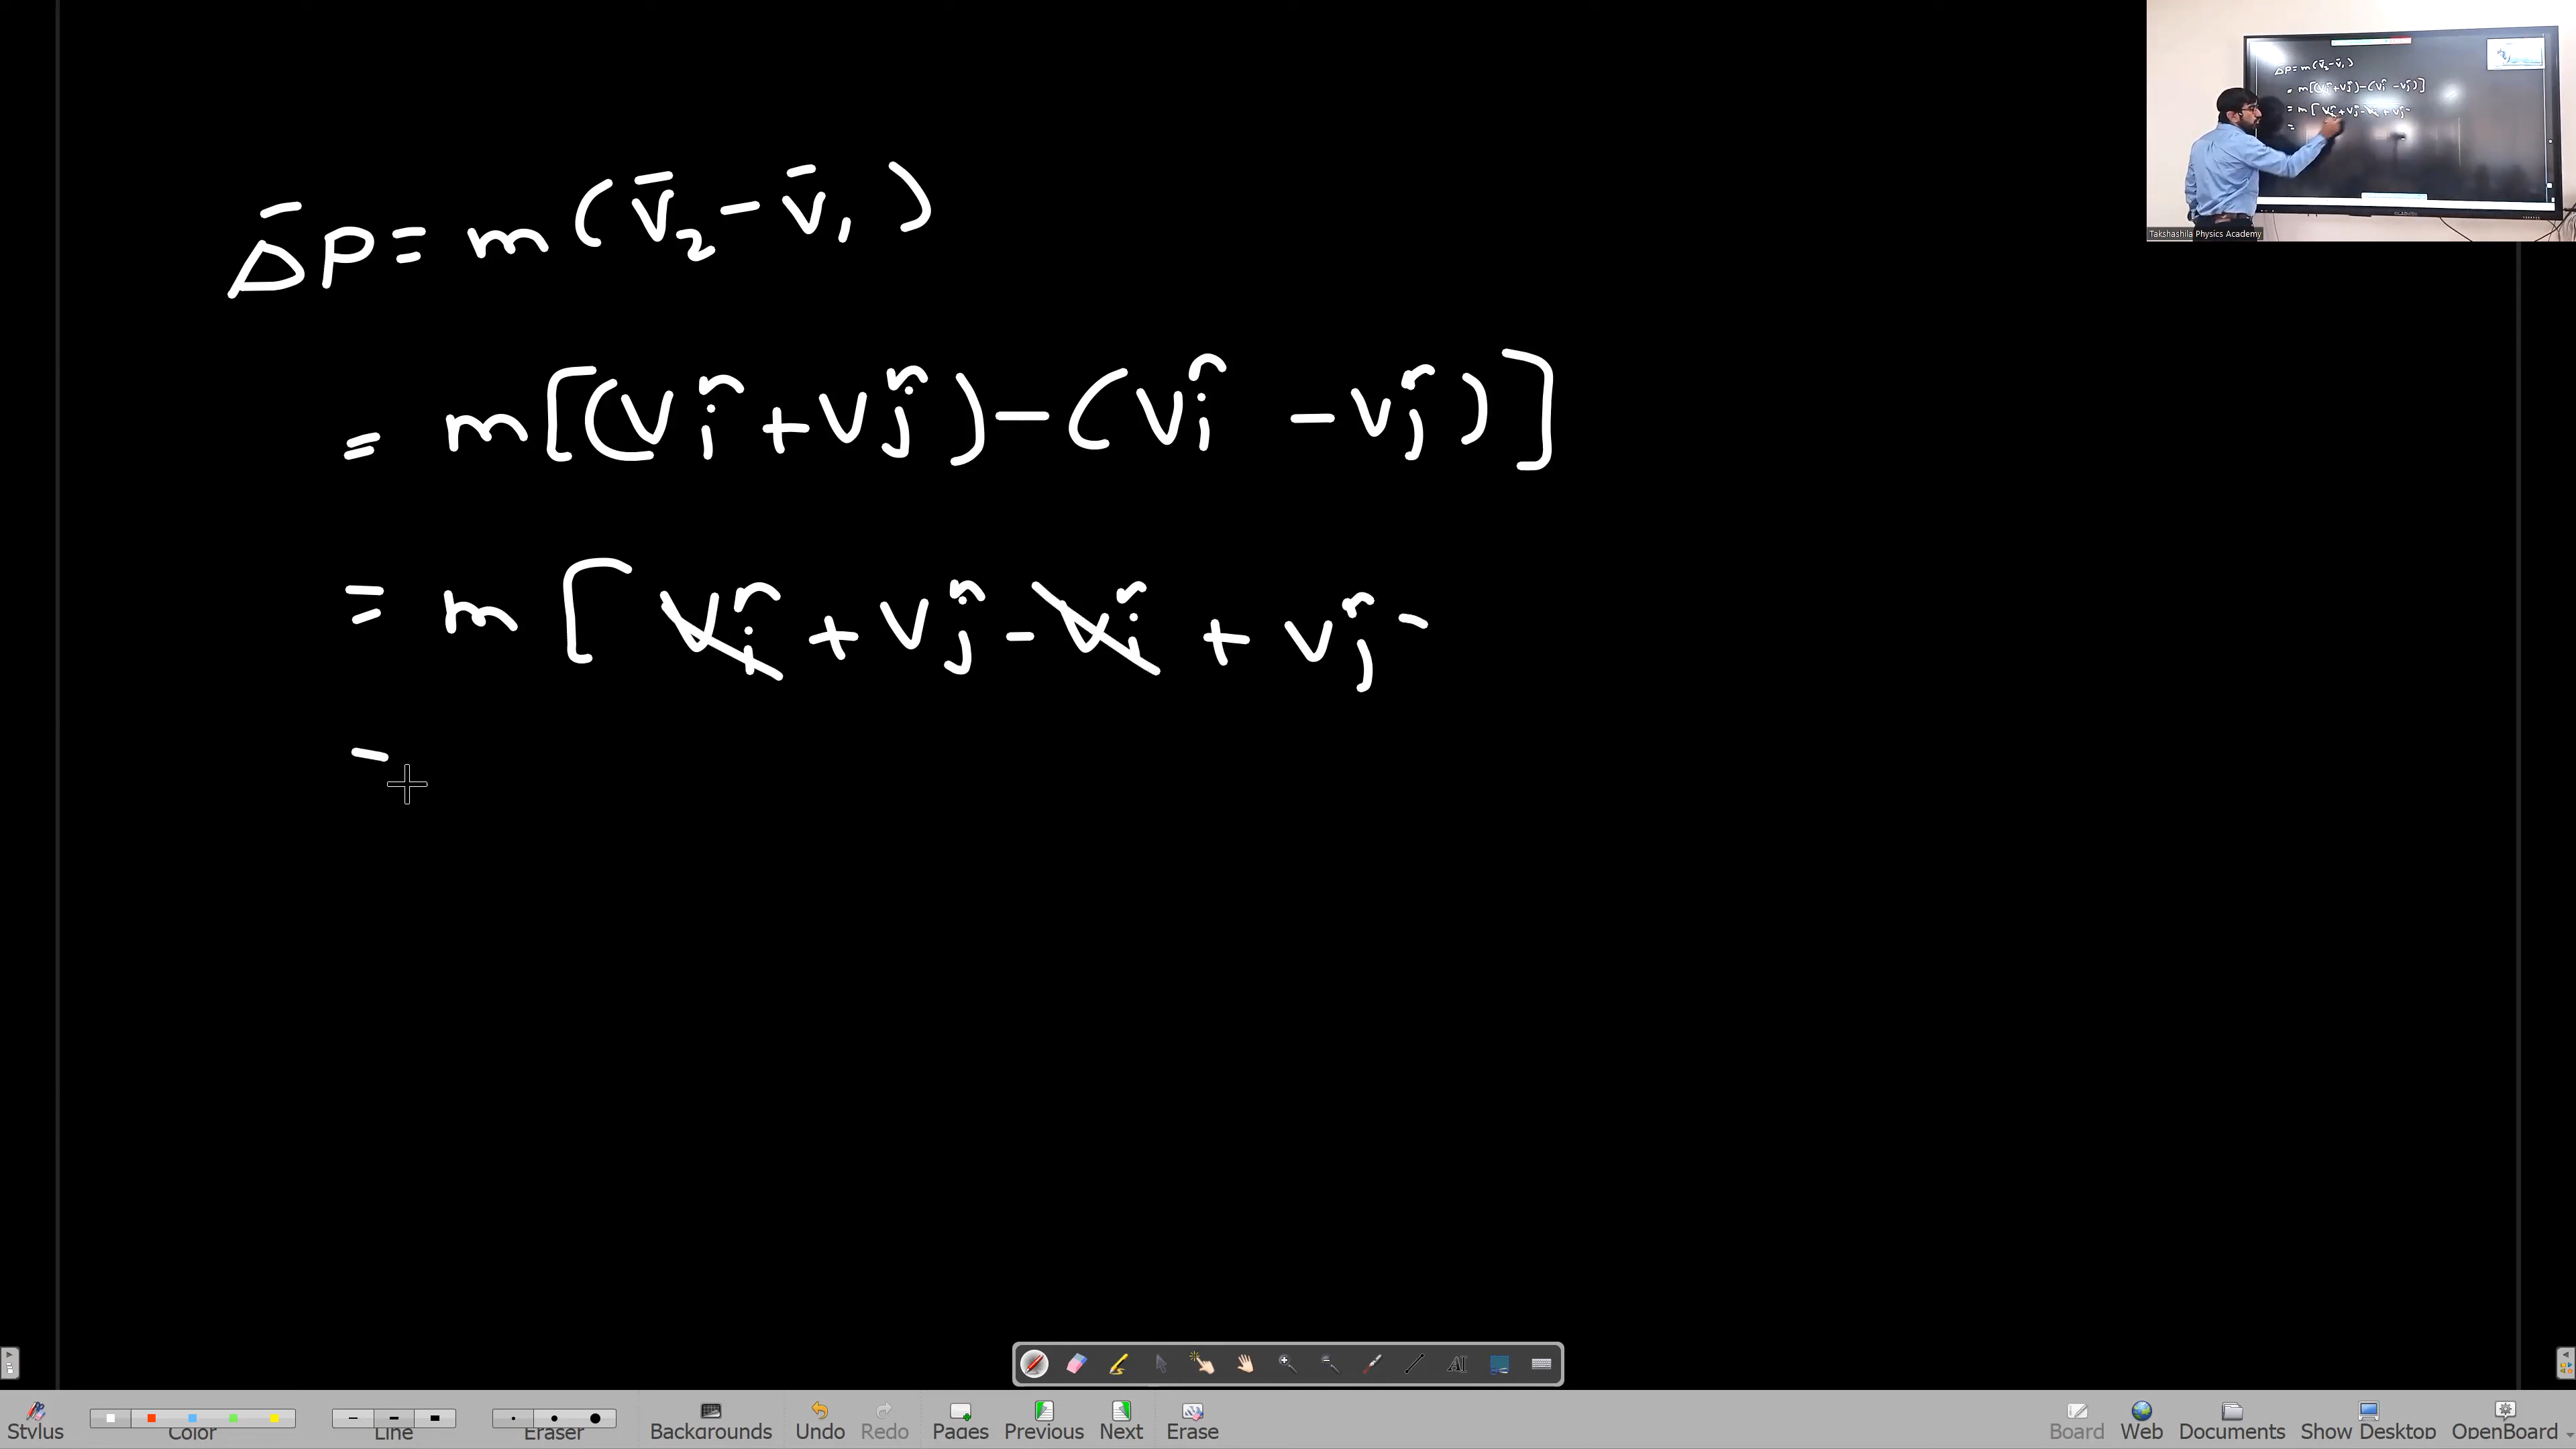 Δ̄P = m(v̄₂ - v̄₁)
= m[(vî + vĵ) - (vî - vĵ)]
= m[vî + vĵ - vî + vĵ -
-
Takshashila Physics Academy
Stylus Color Line Eraser Backgrounds Undo Redo Pages Previous Next Erase Board Web Documents Show Desktop OpenBoard